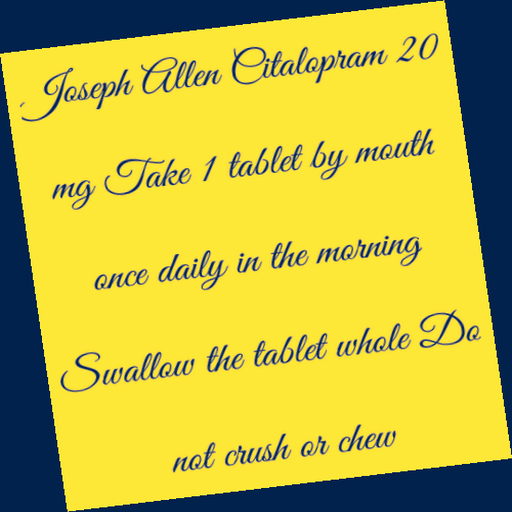 Joseph Allen Citalopram 20
mg Take 1 tablet by mouth
once daily in the morning
Swallow the tablet whole Do
not crush or chew